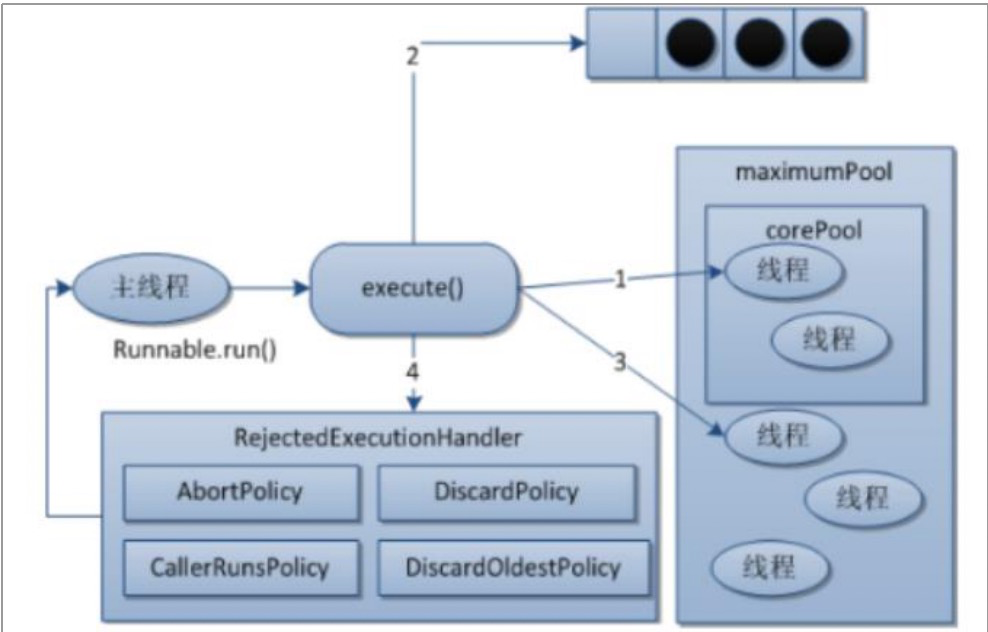 2
maximumPool
corePool
线程
主线程
execute()
1
线程
Runnable.run()
4
3
RejectedExecutionHandler
线程
AbortPolicy
DiscardPolicy
线程
CallerRunsPolicy
DiscardOldestPolicy
线程